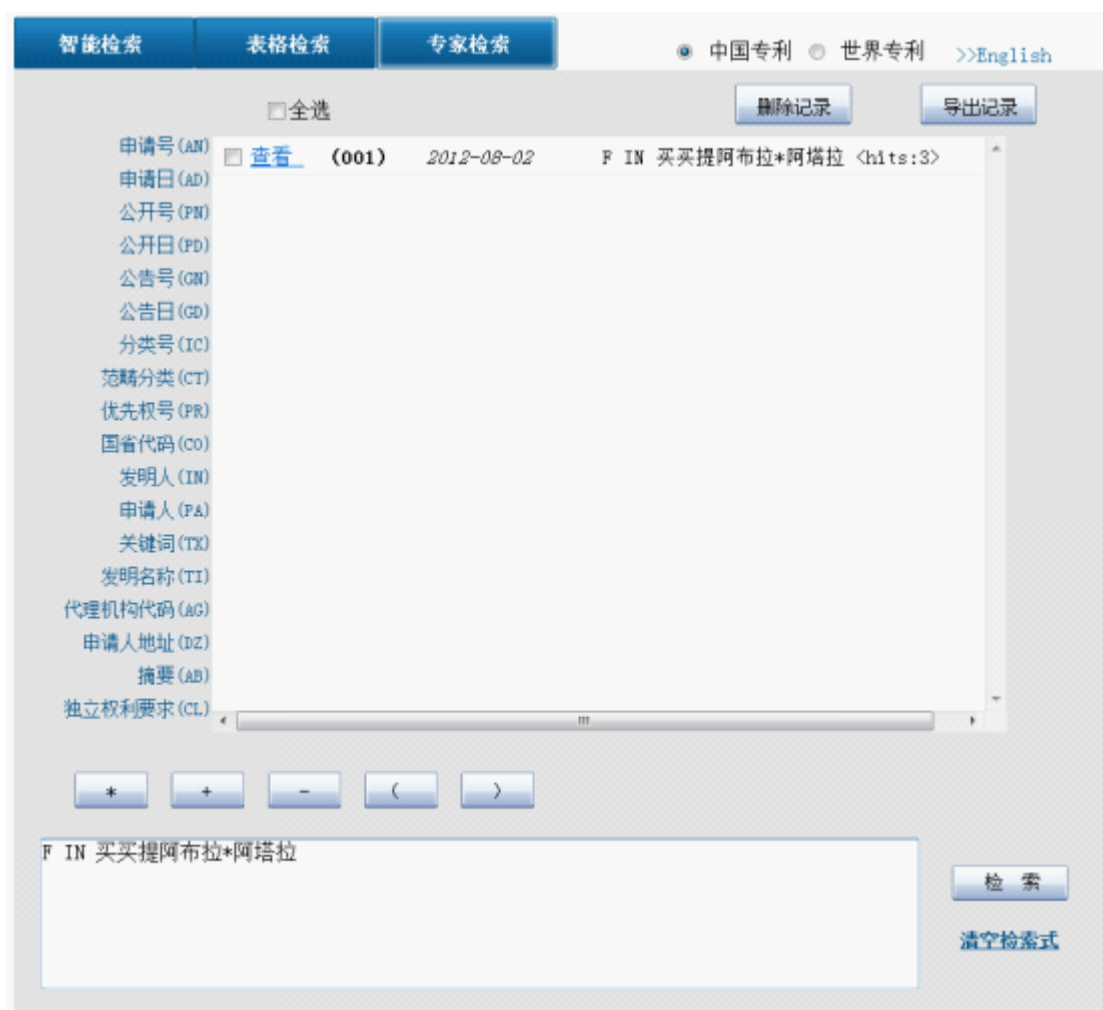 智能检索 表格检索 专家检索 中国专利 世界专利 >>English
全选 删除记录 导出记录
申请号(AN)
查看 (001) 2012-08-02 F IN 买买提阿布拉*阿塔拉 <hits:3>
申请日(AD)
公开号(PN)
公开日(PD)
公告号(GN)
公告日(GD)
分类号(IC)
范畴分类(CT)
优先权号(PR)
国省代码(CO)
发明人(IN)
申请人(PA)
关键词(TX)
发明名称(TI)
代理机构代码(AG)
申请人地址(DZ)
摘要(AB)
独立权利要求(CL)
* + - ( )
F IN 买买提阿布拉*阿塔拉
检 索
清空检索式